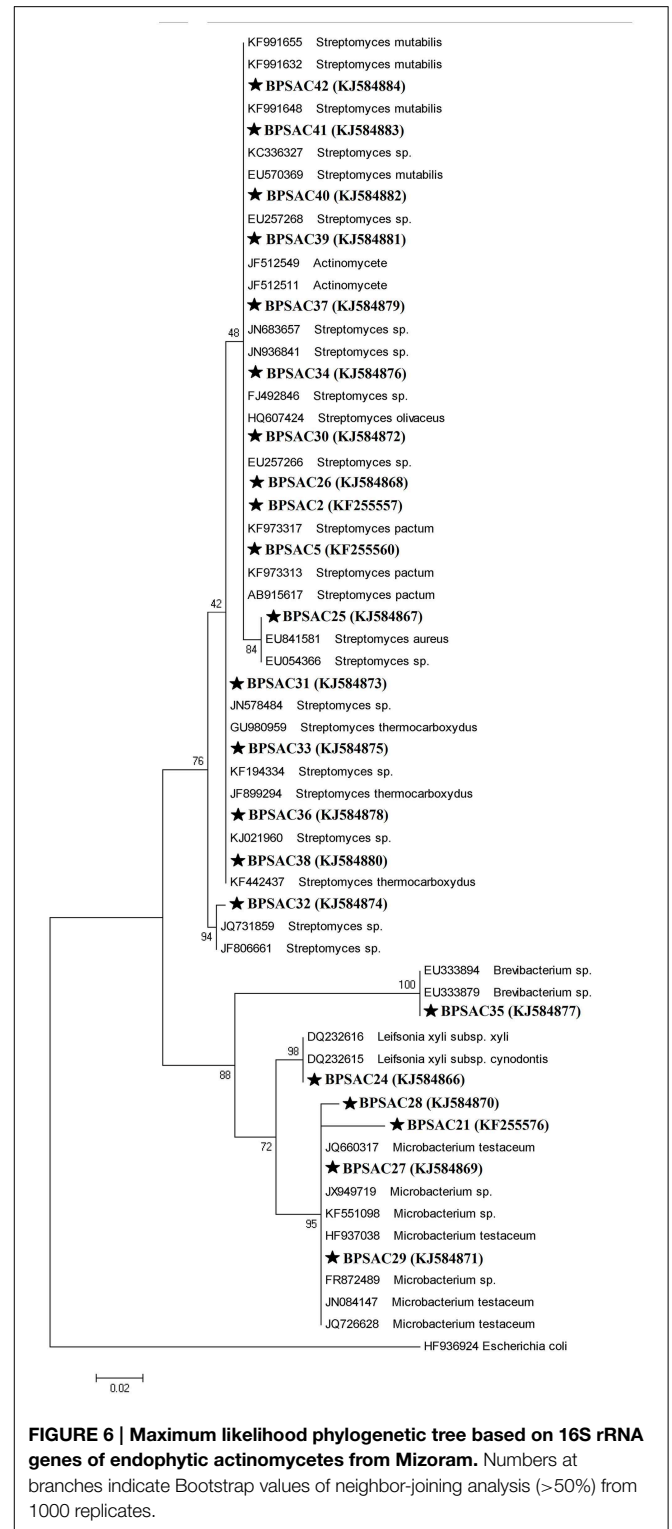 KF991655 Streptomyces mutabilis
KF991632 Streptomyces mutabilis
★ BPSAC42 (KJ584884)
KF991648 Streptomyces mutabilis
★ BPSAC41 (KJ584883)
KC336327 Streptomyces sp.
EU570369 Streptomyces mutabilis
★ BPSAC40 (KJ584882)
EU257268 Streptomyces sp.
★ BPSAC39 (KJ584881)
JF512549 Actinomycete
JF512511 Actinomycete
★ BPSAC37 (KJ584879)
48 JN683657 Streptomyces sp.
JN936841 Streptomyces sp.
★ BPSAC34 (KJ584876)
FJ492846 Streptomyces sp.
HQ607424 Streptomyces olivaceus
★ BPSAC30 (KJ584872)
EU257266 Streptomyces sp.
★ BPSAC26 (KJ584868)
★ BPSAC2 (KF255557)
KF973317 Streptomyces pactum
★ BPSAC5 (KF255560)
KF973313 Streptomyces pactum
AB915617 Streptomyces pactum
42
★ BPSAC25 (KJ584867)
EU841581 Streptomyces aureus
84
EU054366 Streptomyces sp.
★ BPSAC31 (KJ584873)
JN578484 Streptomyces sp.
GU980959 Streptomyces thermocarboxydus
★ BPSAC33 (KJ584875)
76
KF194334 Streptomyces sp.
JF899294 Streptomyces thermocarboxydus
★ BPSAC36 (KJ584878)
KJ021960 Streptomyces sp.
★ BPSAC38 (KJ584880)
KF442437 Streptomyces thermocarboxydus
★ BPSAC32 (KJ584874)
JQ731859 Streptomyces sp.
94
JF806661 Streptomyces sp.
EU333894 Brevibacterium sp.
100
EU333879 Brevibacterium sp.
★ BPSAC35 (KJ584877)
DQ232616 Leifsonia xyli subsp. xyli
98
DQ232615 Leifsonia xyli subsp. cynodontis
88
★ BPSAC24 (KJ584866)
★ BPSAC28 (KJ584870)
★ BPSAC21 (KF255576)
72
JQ660317 Microbacterium testaceum
★ BPSAC27 (KJ584869)
JX949719 Microbacterium sp.
KF551098 Microbacterium sp.
95
HF937038 Microbacterium testaceum
★ BPSAC29 (KJ584871)
FR872489 Microbacterium sp.
JN084147 Microbacterium testaceum
JQ726628 Microbacterium testaceum
HF936924 Escherichia coli
0.02
FIGURE 6 | Maximum likelihood phylogenetic tree based on 16S rRNA
genes of endophytic actinomycetes from Mizoram. Numbers at
branches indicate Bootstrap values of neighbor-joining analysis (>50%) from
1000 replicates.